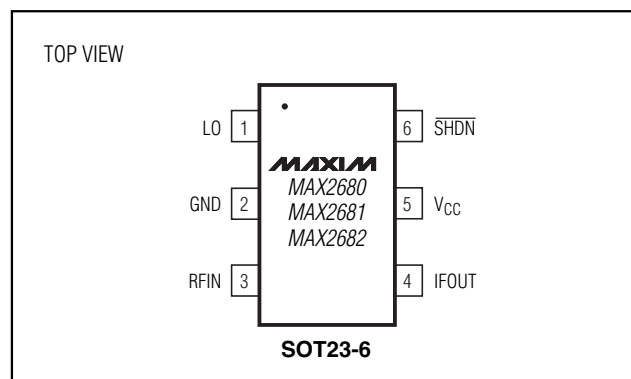 TOP VIEW
LO 1
6 SHDN
MAXIM
MAX2680
GND 2
MAX2681
5 VCC
MAX2682
RFIN 3
4 IFOUT
SOT23-6